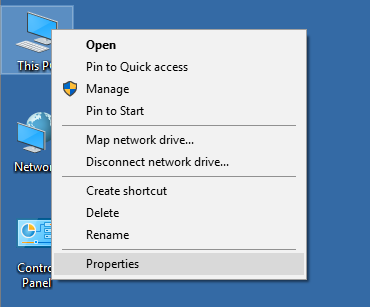 Open
This P
Pin to Quick access
Manage
Pin to Start
Map network drive...
Disconnect network drive...
Networ
Create shortcut
Delete
Rename
Properties
Contro
Panel